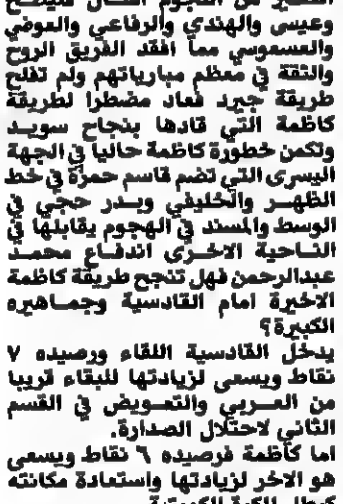 وعيسى والهندي والرفاعي والعوضي
والعسعوسي مما افقد الفريق الروح
والثقة في معظم مبارياتهم ولم تفلح
طريقة جيرد فعاد مضطرا لطريقة
كاظمة التي قادها بنجاح سويد
وتكمن خطورة كاظمة حاليا في الجهة
اليسرى التي تضم قاسم حمزة في خط
الظهر والخليفي وبدر حجي في
الوسط والمسند في الهجوم يقابلها في
الناحية الاخرى اندفاع محمد
عبدالرحمن فهل تنجح طريقة كاظمة
الاخيرة امام القادسية وجماهيره
الكبيرة؟
يدخل القادسية اللقاء ورصيده ٧
نقاط ويسعى لزيادتها للبقاء قريبا
من العربي والتعويض في القسم
الثاني لاحتلال الصدارة.
اما كاظمة فرصيده ٦ نقاط ويسعى
هو الاخر لزيادتها واستعادة مكانته